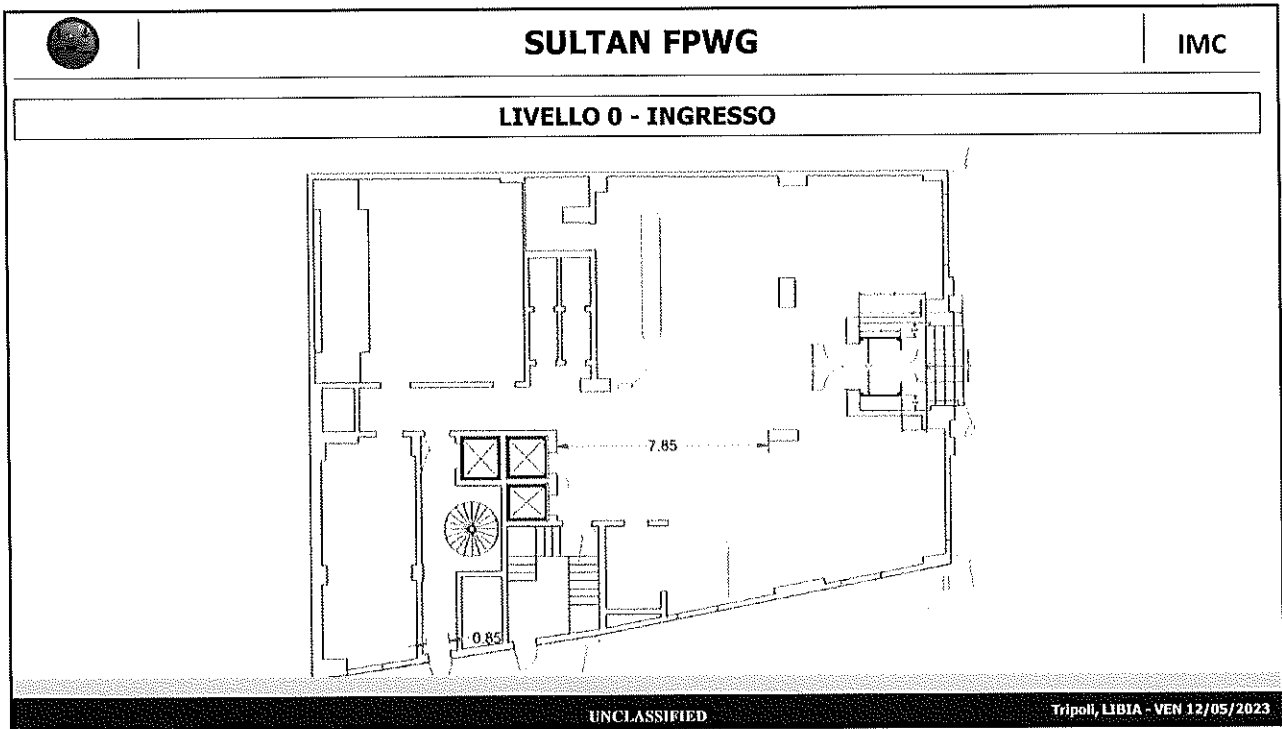 SULTAN FPWG
IMC
LIVELLO 0 - INGRESSO
7.85
0.85
UNCLASSIFIED
Tripoli, LIBIA - VEN 12/05/2023